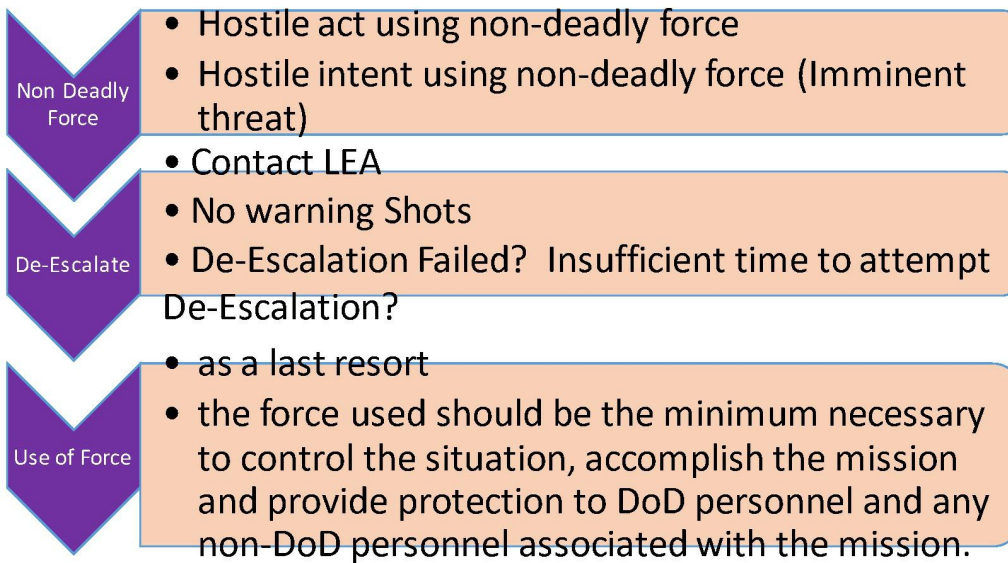 Non Deadly
Force
• Hostile act using non-deadly force
• Hostile intent using non-deadly force (Imminent
threat)
De-Escalate
• Contact LEA
• No warning Shots
• De-Escalation Failed?  Insufficient time to attempt
De-Escalation?
Use of Force
• as a last resort
• the force used should be the minimum necessary
to control the situation, accomplish the mission
and provide protection to DoD personnel and any
non-DoD personnel associated with the mission.